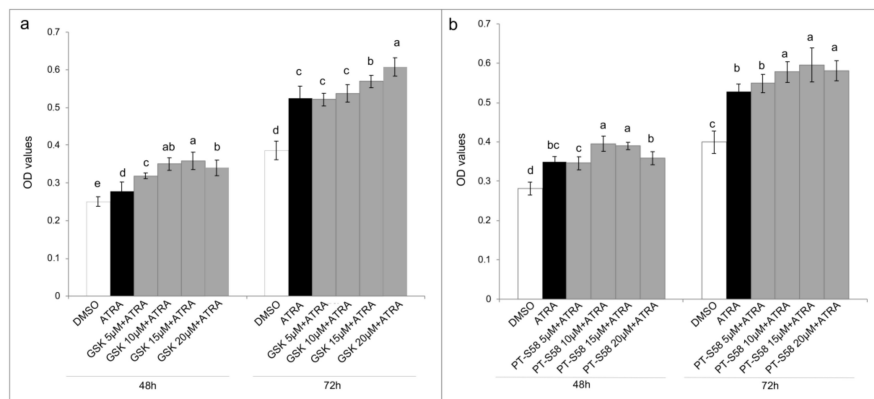 a
0.7
0.6
0.5
0.4
0.3
0.2
0.1
0
OD values
e
d
c
ab
a
b
d
c
c
c
b
a
DMSO
ATRA
GSK 5µM+ATRA
GSK 10µM+ATRA
GSK 15µM+ATRA
GSK 20µM+ATRA
DMSO
ATRA
GSK 5µM+ATRA
GSK 10µM+ATRA
GSK 15µM+ATRA
GSK 20µM+ATRA
48h
72h
b
0.7
0.6
0.5
0.4
0.3
0.2
0.1
0
OD values
d
bc
c
a
a
b
c
b
b
a
a
a
DMSO
ATRA
PT-S58 5µM+ATRA
PT-S58 10µM+ATRA
PT-S58 15µM+ATRA
PT-S58 20µM+ATRA
DMSO
ATRA
PT-S58 5µM+ATRA
PT-S58 10µM+ATRA
PT-S58 15µM+ATRA
PT-S58 20µM+ATRA
48h
72h